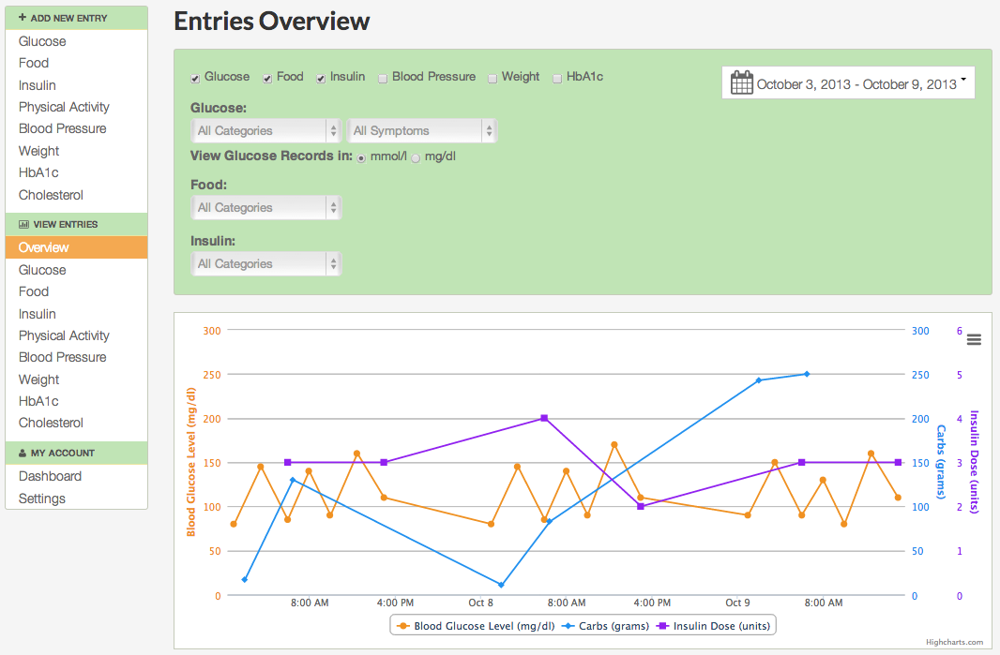 ADD NEW ENTRY
Glucose
Food
Insulin
Physical Activity
Blood Pressure
Weight
HbA1c
Cholesterol
VIEW ENTRIES
Overview
Glucose
Food
Insulin
Physical Activity
Blood Pressure
Weight
HbA1c
Cholesterol
MY ACCOUNT
Dashboard
Settings
Entries Overview
Glucose Food Insulin Blood Pressure Weight HbA1c
October 3, 2013 - October 9, 2013
Glucose:
All Categories All Symptoms
View Glucose Records in: mmol/l mg/dl
Food:
All Categories
Insulin:
All Categories
300 300 6
250 250 5
200 200 4
150 150 3
100 100 2
50 50 1
0 0 0
Blood Glucose Level (mg/dl)
Carbs (grams)
Insulin Dose (units)
8:00 AM 4:00 PM Oct 8 8:00 AM 4:00 PM Oct 9 8:00 AM
Blood Glucose Level (mg/dl) Carbs (grams) Insulin Dose (units)
Highcharts.com